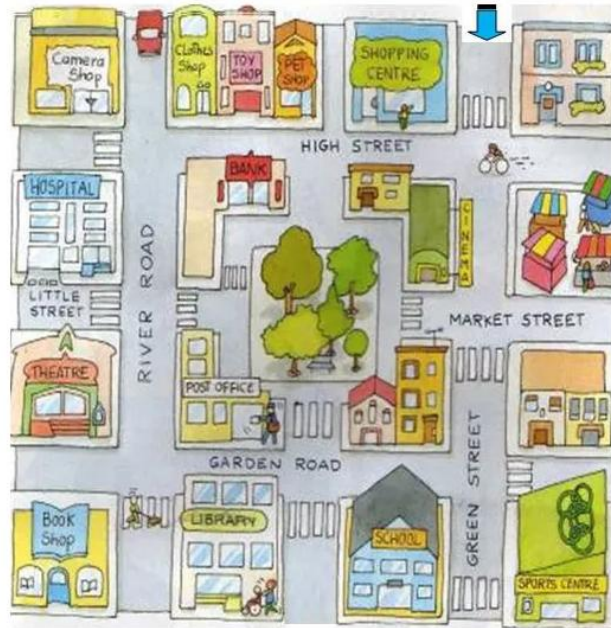 Camera
Shop
CLOTHES
Shop
TOY
SHOP
PET
SHOP
SHOPPING
CENTRE
HIGH STREET
HOSPITAL
BANK
CINEMA
RIVER ROAD
LITTLE
STREET
MARKET STREET
THEATRE
POST OFFICE
GARDEN ROAD
GREEN STREET
Book
Shop
LIBRARY
SCHOOL
SPORTS CENTRE